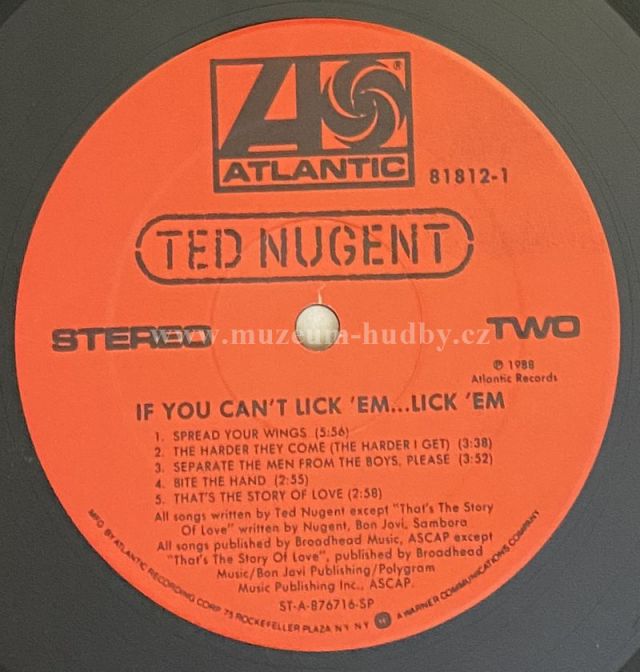 ATLANTIC ®
81812-1
TED NUGENT
STEREO
www.muzeum-hudby.cz
TWO
℗ 1988
Atlantic Records
IF YOU CAN'T LICK 'EM...LICK 'EM
1. SPREAD YOUR WINGS (5:56)
2. THE HARDER THEY COME (THE HARDER I GET) (3:38)
3. SEPARATE THE MEN FROM THE BOYS, PLEASE (3:52)
4. BITE THE HAND (2:55)
5. THAT'S THE STORY OF LOVE (2:58)
All songs written by Ted Nugent except "That's The Story
Of Love" written by Nugent, Bon Jovi, Sambora
All songs published by Broadhead Music, ASCAP except
"That's The Story Of Love", published by Broadhead
Music/Bon Jovi Publishing/Polygram
Music Publishing Inc., ASCAP.
ST-A-876716-SP
MFG BY ATLANTIC RECORDING CORP. 75 ROCKEFELLER PLAZA NY NY A WARNER COMMUNICATIONS COMPANY